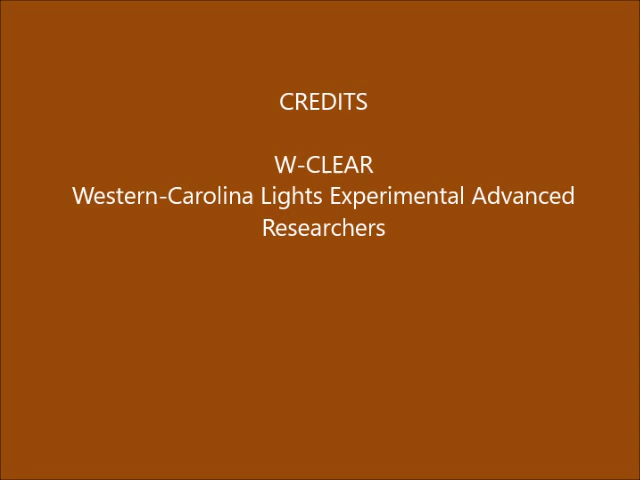 CREDITS
W-CLEAR
Western-Carolina Lights Experimental Advanced
Researchers